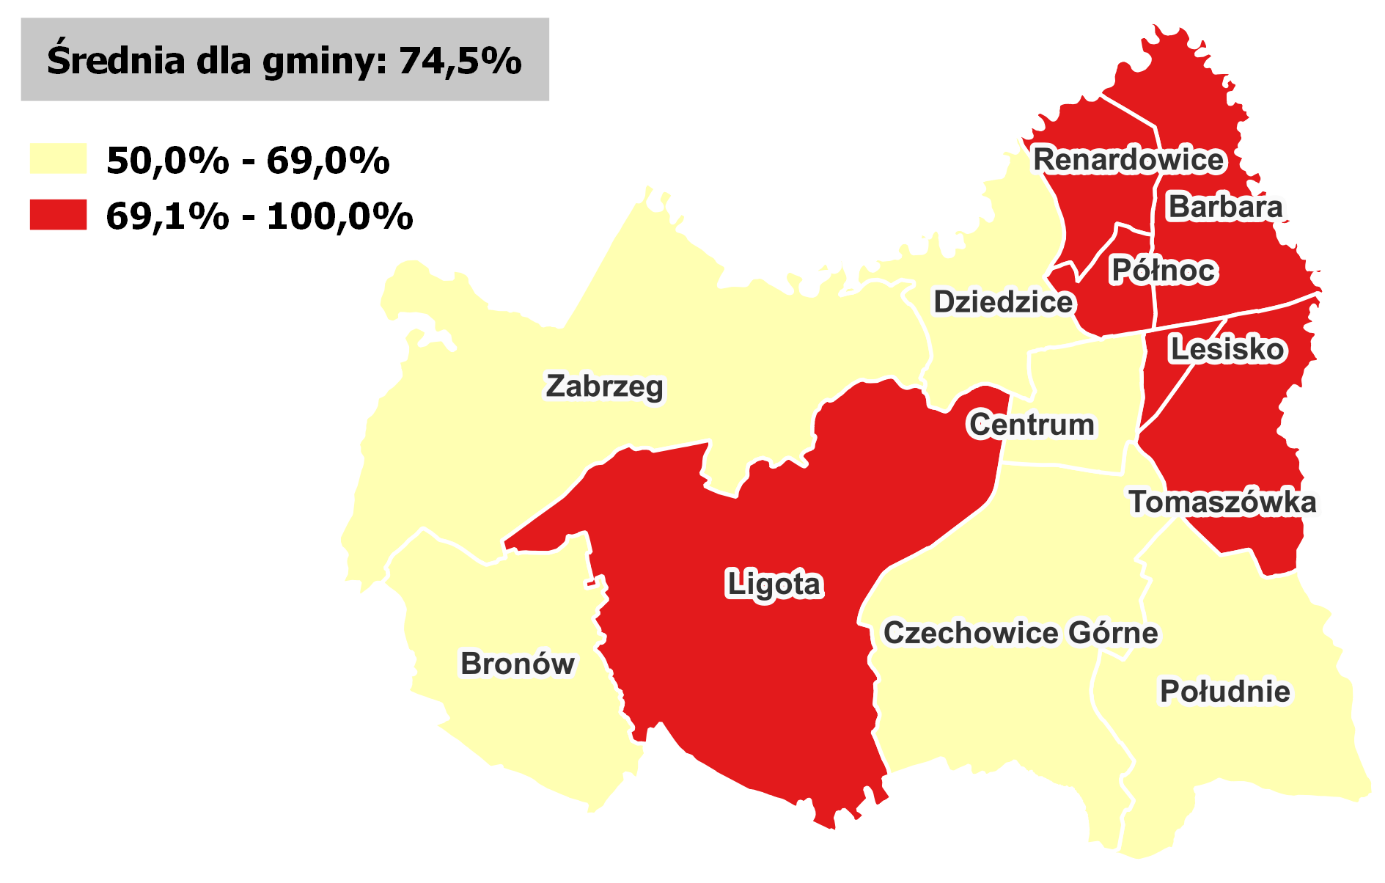 Średnia dla gminy: 74,5%
50,0% - 69,0%
69,1% - 100,0%
Renardowice
Barbara
Północ
Dziedzice
Lesisko
Zabrzeg
Centrum
Tomaszówka
Ligota
Czechowice Górne
Bronów
Południe